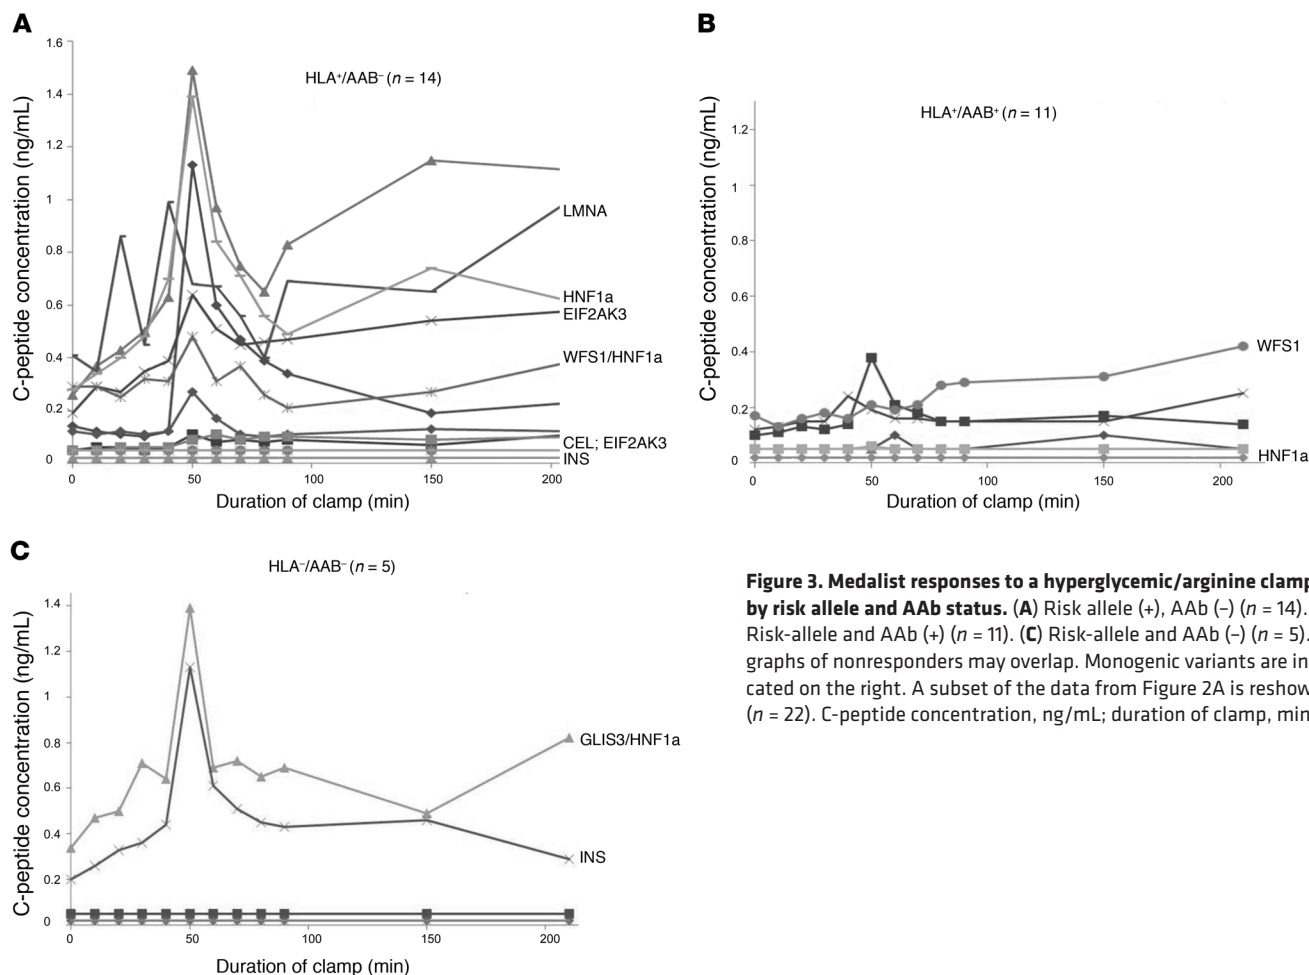 A
HLA⁺/AAB⁻ (n = 14)
C-peptide concentration (ng/mL)
1.6
1.4
1.2
1
0.8
0.6
0.4
0.2
0
LMNA
HNF1a
EIF2AK3
WFS1/HNF1a
CEL; EIF2AK3
INS
0
50
100
150
200
Duration of clamp (min)
B
HLA⁺/AAB⁺ (n = 11)
C-peptide concentration (ng/mL)
1.2
1
0.8
0.6
0.4
0.2
0
WFS1
HNF1a
0
50
100
150
200
Duration of clamp (min)
C
HLA⁻/AAB⁻ (n = 5)
C-peptide concentration (ng/mL)
1.4
1.2
1
0.8
0.6
0.4
0.2
0
GLIS3/HNF1a
INS
0
50
100
150
200
Duration of clamp (min)
Figure 3. Medalist responses to a hyperglycemic/arginine clamp
by risk allele and AAb status. (A) Risk allele (+), AAb (–) (n = 14).
Risk-allele and AAb (+) (n = 11). (C) Risk-allele and AAb (–) (n = 5).
graphs of nonresponders may overlap. Monogenic variants are in
cated on the right. A subset of the data from Figure 2A is reshow
(n = 22). C-peptide concentration, ng/mL; duration of clamp, min